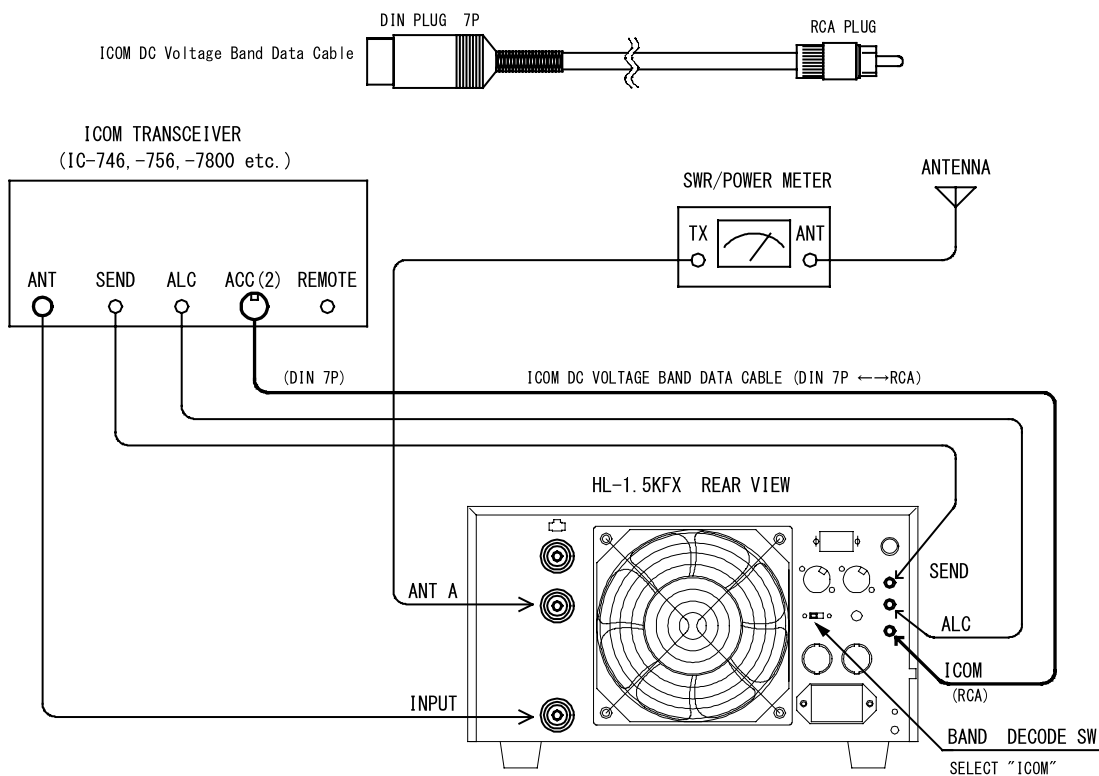 DIN PLUG 7P
RCA PLUG
ICOM DC Voltage Band Data Cable
ICOM TRANSCEIVER
(IC-746,-756,-7800 etc.)
ANTENNA
SWR/POWER METER
TX
ANT
ANT
SEND
ALC
ACC(2)
REMOTE
(DIN 7P)
ICOM DC VOLTAGE BAND DATA CABLE (DIN 7P ←→RCA)
HL-1.5KFX REAR VIEW
SEND
ANT A
ALC
ICOM
(RCA)
INPUT
BAND DECODE SW
SELECT "ICOM"